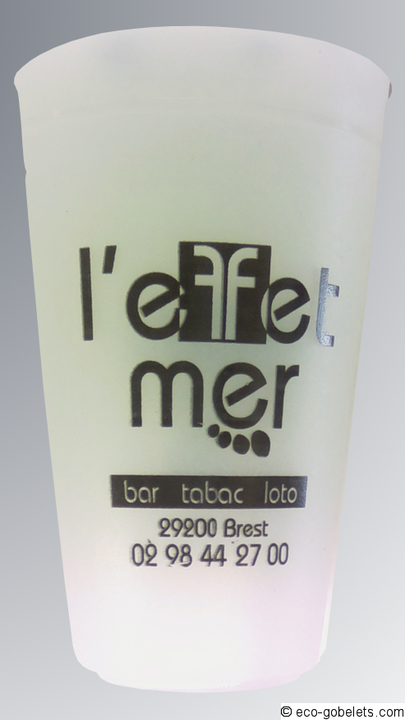 l'effet
mer
bar tabac loto
29200 Brest
02 98 44 27 00
© eco-gobelets.com